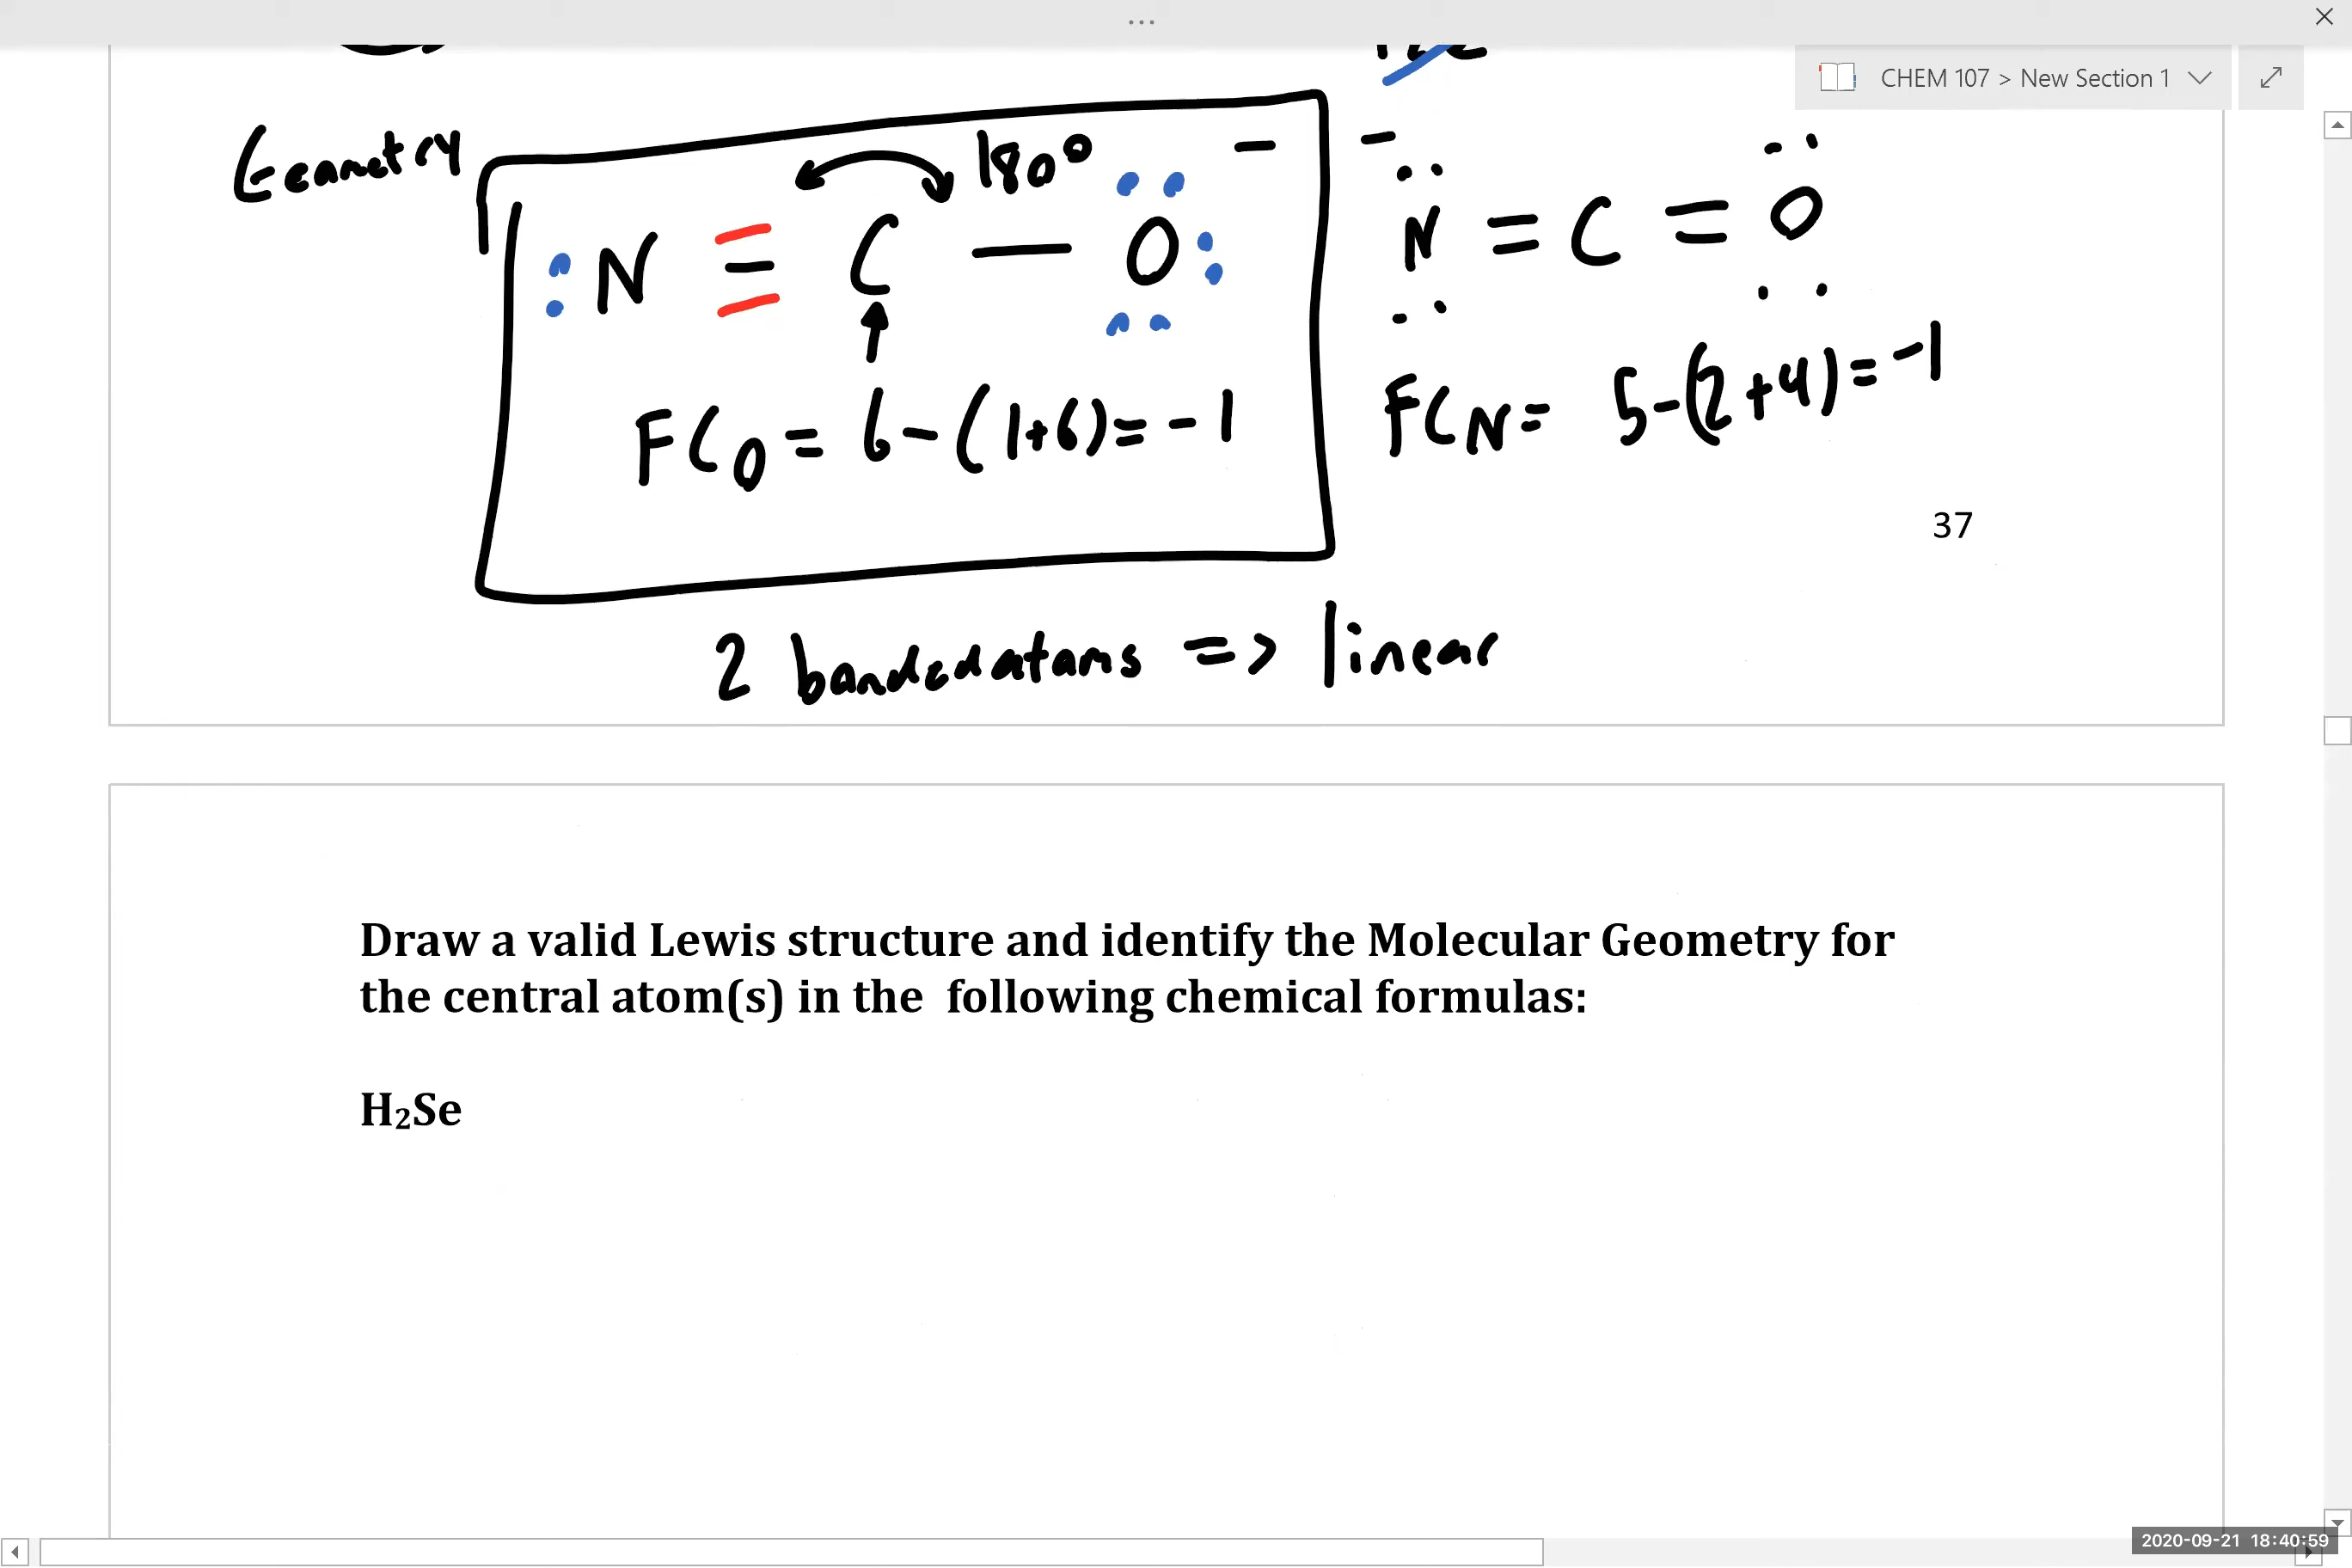 CHEM 107 > New Section 1
Geometry
180° - -
:N ≡ C — O: N = C = O
FC_O = 6-(1+6) = -1 FC_N = 5-(2+4) = -1
37
2 bonded atoms => linear
Draw a valid Lewis structure and identify the Molecular Geometry for
the central atom(s) in the following chemical formulas:
H₂Se
2020-09-21 18:40:59